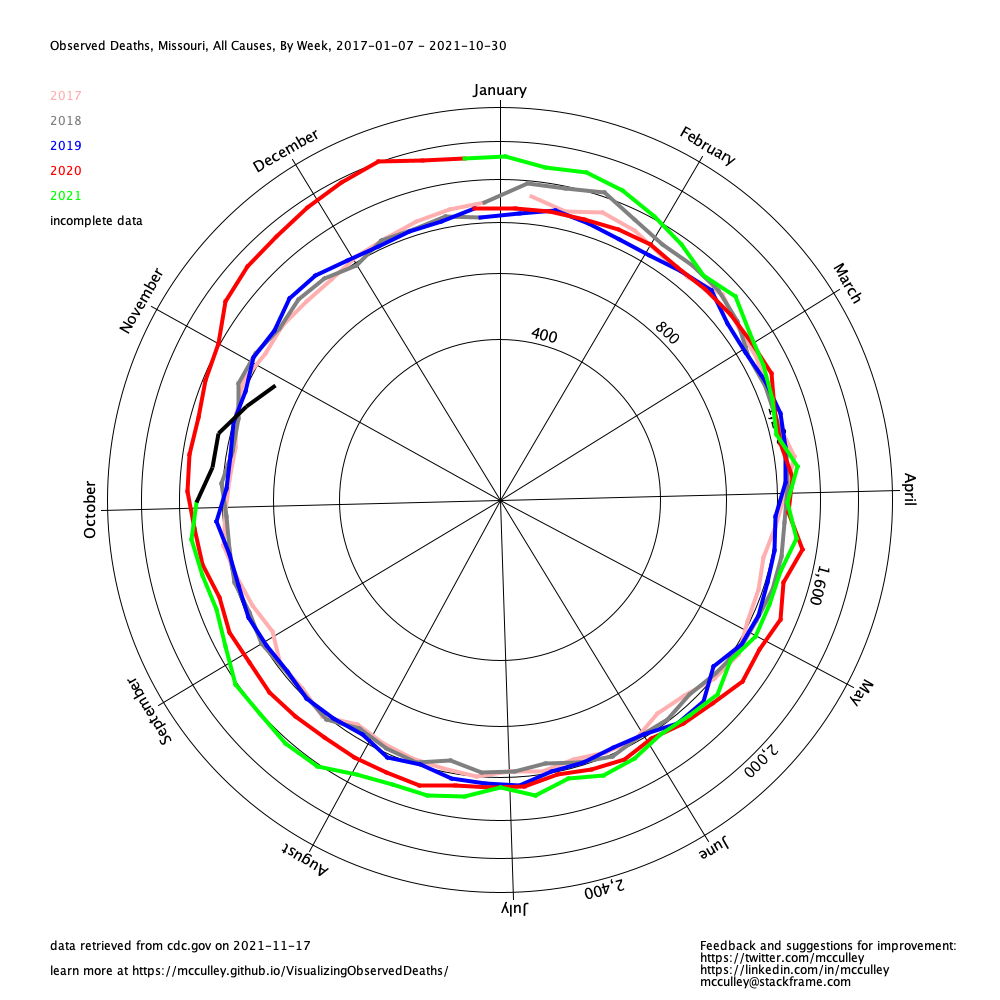 Observed Deaths, Missouri, All Causes, By Week, 2017-01-07 - 2021-10-30
2017
2018
2019
2020
2021
incomplete data
January
February
March
April
May
June
July
August
September
October
November
December
400
800
1,600
2,000
2,400
data retrieved from cdc.gov on 2021-11-17
learn more at https://mcculley.github.io/VisualizingObservedDeaths/
Feedback and suggestions for improvement:
https://twitter.com/mcculley
https://linkedin.com/in/mcculley
mcculley@stackframe.com